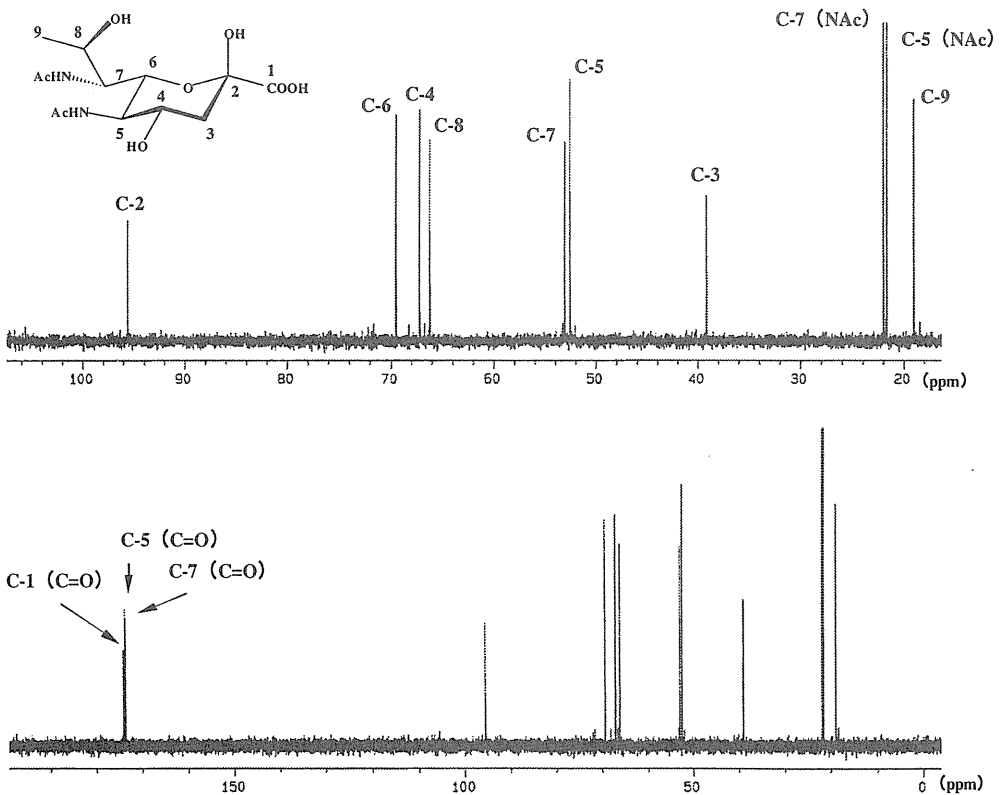 OH
9
8
OH
C-7 (NAc)
C-5 (NAc)
6
1
AcHN
7
O
2
COOH
4
AcHN
5
3
HO
C-5
C-6
C-4
C-8
C-9
C-7
C-3
C-2
100
90
80
70
60
50
40
30
20
(ppm)
C-5 (C=O)
C-1 (C=O)
C-7 (C=O)
150
100
50
0
(ppm)